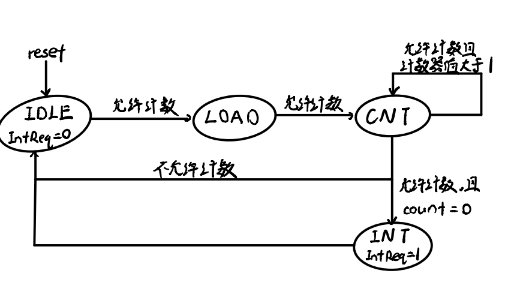 reset
允许计数且
计数器值大于1
IDLE
IntReq=0
允许计数
LOAD
允许计数
CNT
不允许计数
允许计数,且
count=0
INT
IntReq=1